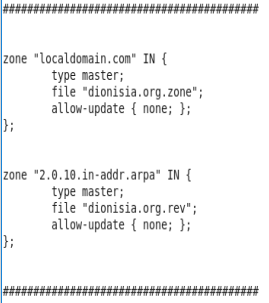 ##########################################
zone "localdomain.com" IN {
type master;
file "dionisia.org.zone";
allow-update { none; };
};
zone "2.0.10.in-addr.arpa" IN {
type master;
file "dionisia.org.rev";
allow-update { none; };
};
##########################################